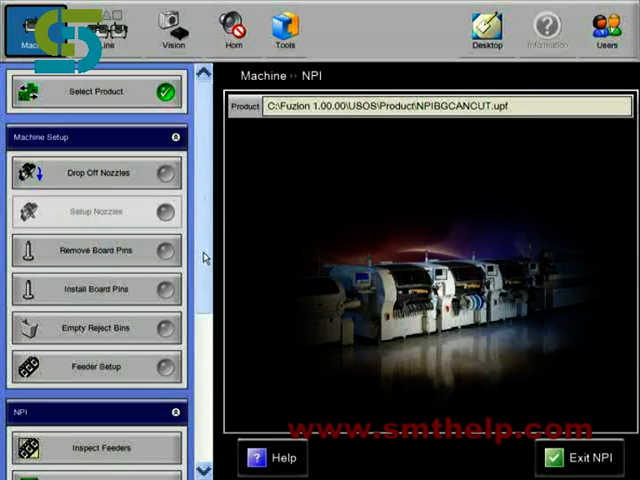 Mac
Line
Vision
Horn
Tools
Desktop
Information
Users
Select Product
Machine Setup
Drop Off Nozzles
Setup Nozzles
Remove Board Pins
Install Board Pins
Empty Reject Bins
Feeder Setup
NPI
Inspect Feeders
Machine ›› NPI
Product
C:\Fuzion 1.00.00\USOS\Product\NPIBGCANCUT.upf
www.smthelp.com
? Help
Exit NPI